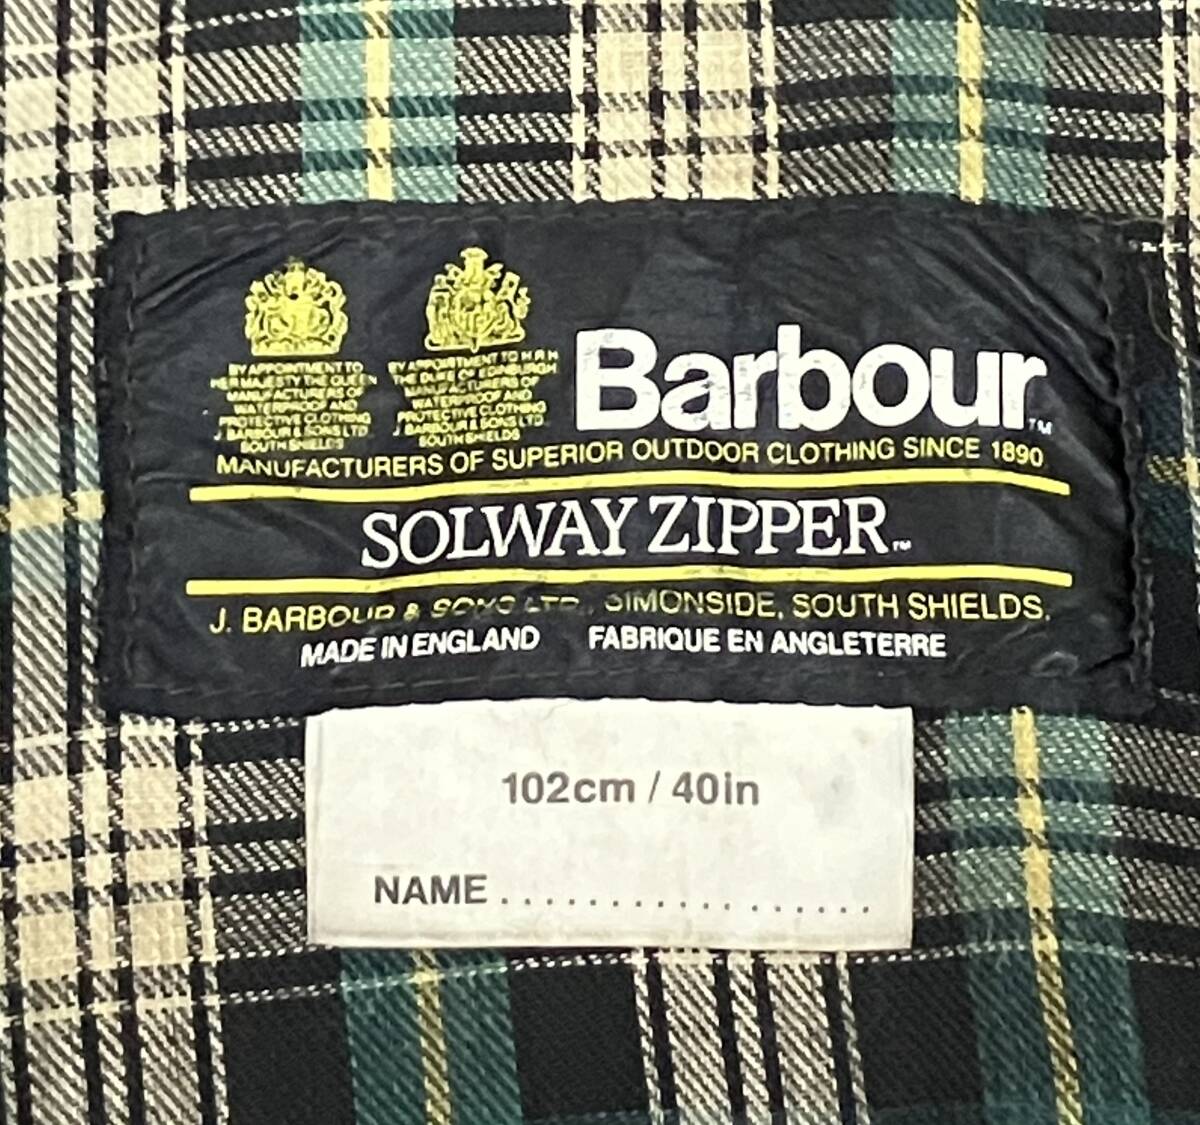 BY APPOINTMENT TO
HER MAJESTY THE QUEEN
MANUFACTURERS OF
WATERPROOF AND
PROTECTIVE CLOTHING
J. BARBOUR & SONS LTD
SOUTH SHIELDS
BY APPOINTMENT TO H.R.H
THE DUKE OF EDINBURGH
MANUFACTURERS OF
WATERPROOF AND
PROTECTIVE CLOTHING
J. BARBOUR & SONS LTD
SOUTH SHIELDS
Barbour™
MANUFACTURERS OF SUPERIOR OUTDOOR CLOTHING SINCE 1890
SOLWAY ZIPPER™
J. BARBOUR & SONS LTD., SIMONSIDE, SOUTH SHIELDS.
MADE IN ENGLAND FABRIQUE EN ANGLETERRE
102cm / 40in
NAME ..................